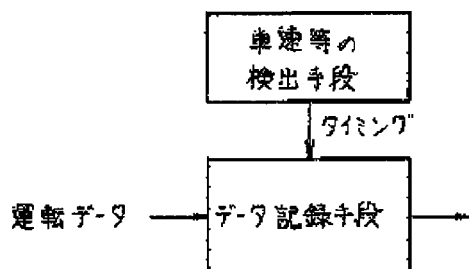 車速等の
検出手段
タイミング
運転データ
データ記録手段